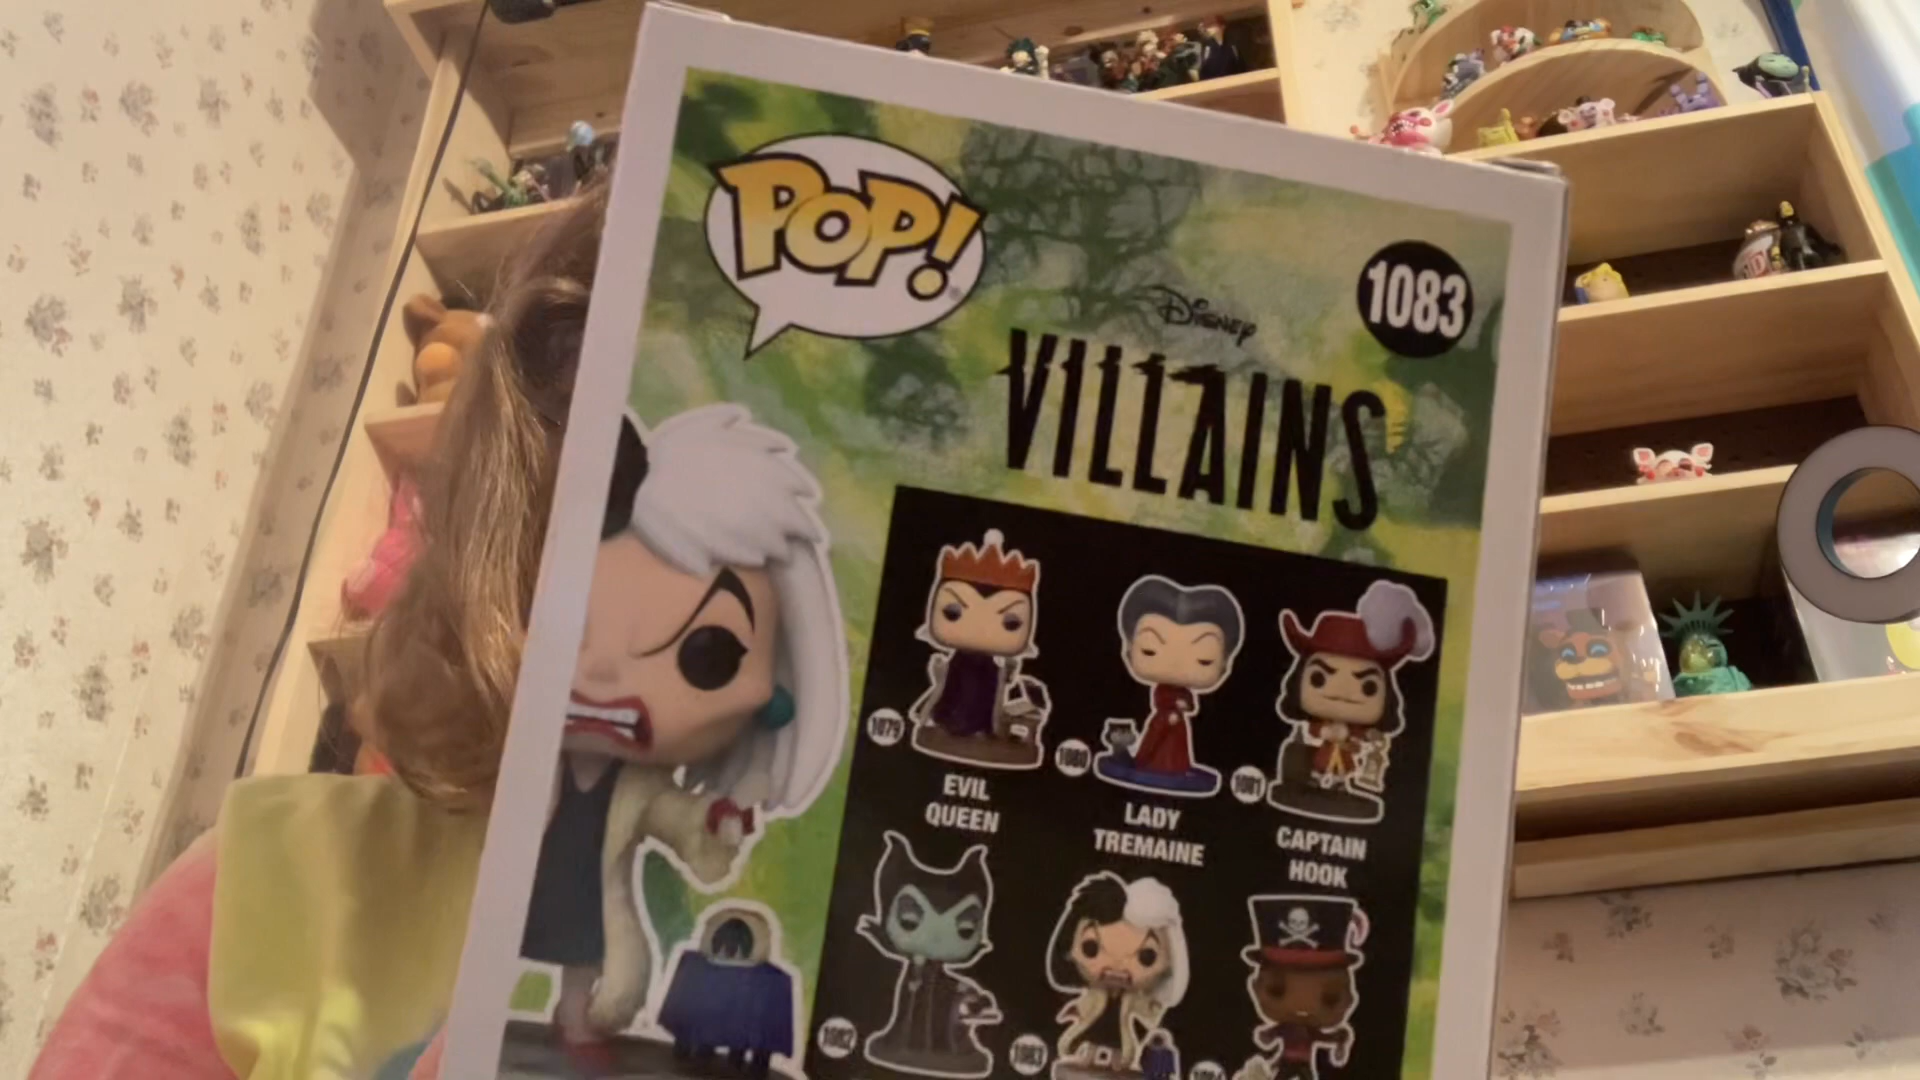 POP!
1083
Disney
VILLAINS
1079
EVIL
QUEEN
1080
LADY
TREMAINE
1081
CAPTAIN
HOOK
1082
1083